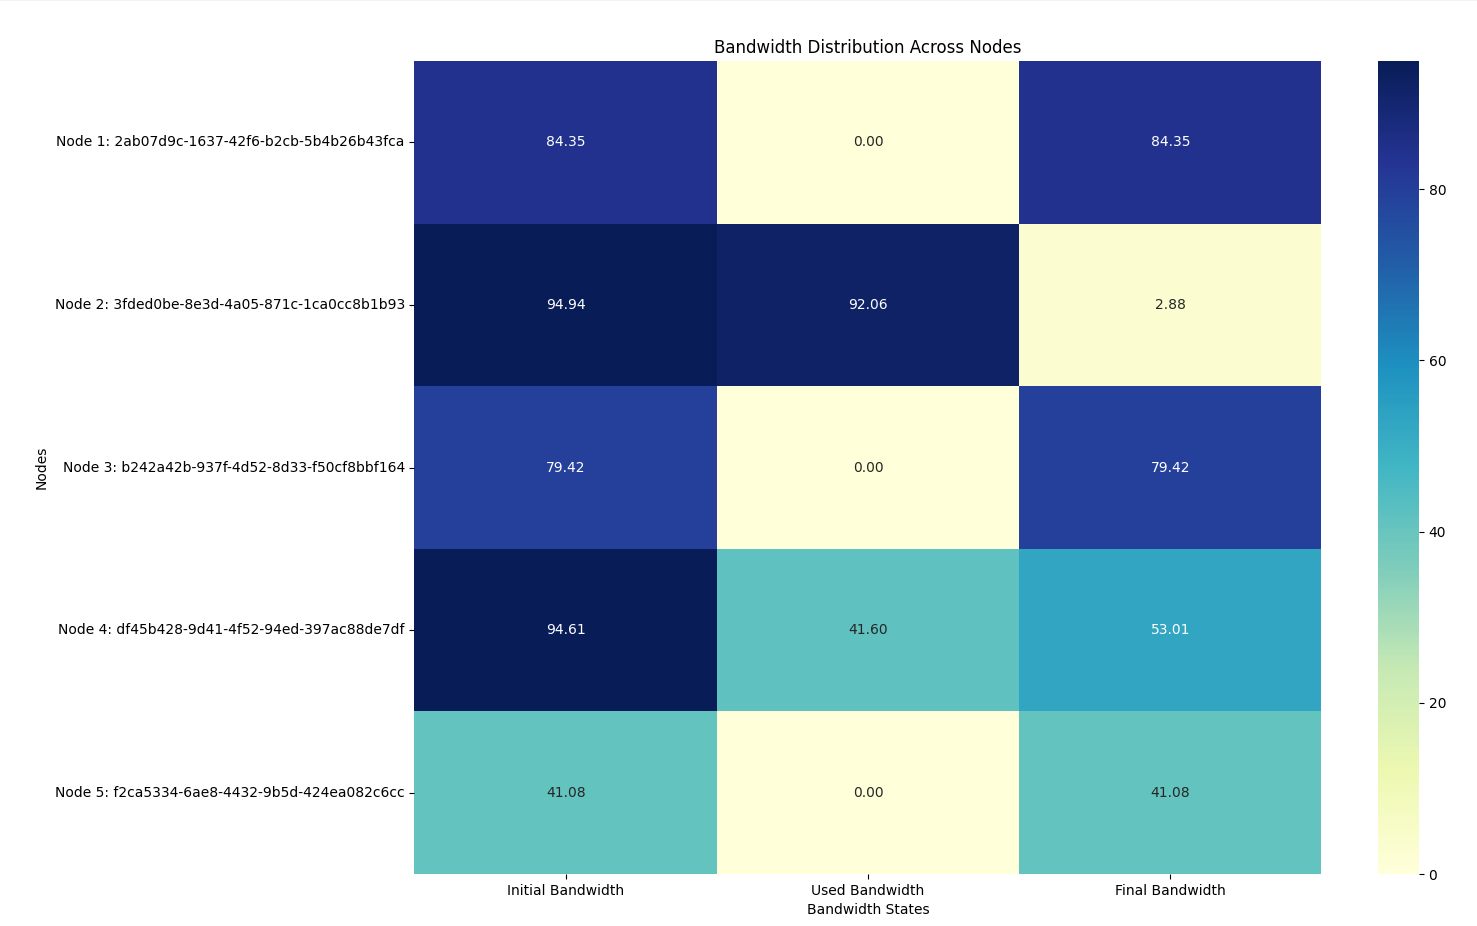 Bandwidth Distribution Across Nodes
Node 1: 2ab07d9c-1637-42f6-b2cb-5b4b26b43fca
84.35
0.00
84.35
Node 2: 3fded0be-8e3d-4a05-871c-1ca0cc8b1b93
94.94
92.06
2.88
Node 3: b242a42b-937f-4d52-8d33-f50cf8bbf164
79.42
0.00
79.42
Node 4: df45b428-9d41-4f52-94ed-397ac88de7df
94.61
41.60
53.01
Node 5: f2ca5334-6ae8-4432-9b5d-424ea082c6cc
41.08
0.00
41.08
Nodes
Initial Bandwidth
Used Bandwidth
Final Bandwidth
Bandwidth States
80
60
40
20
0